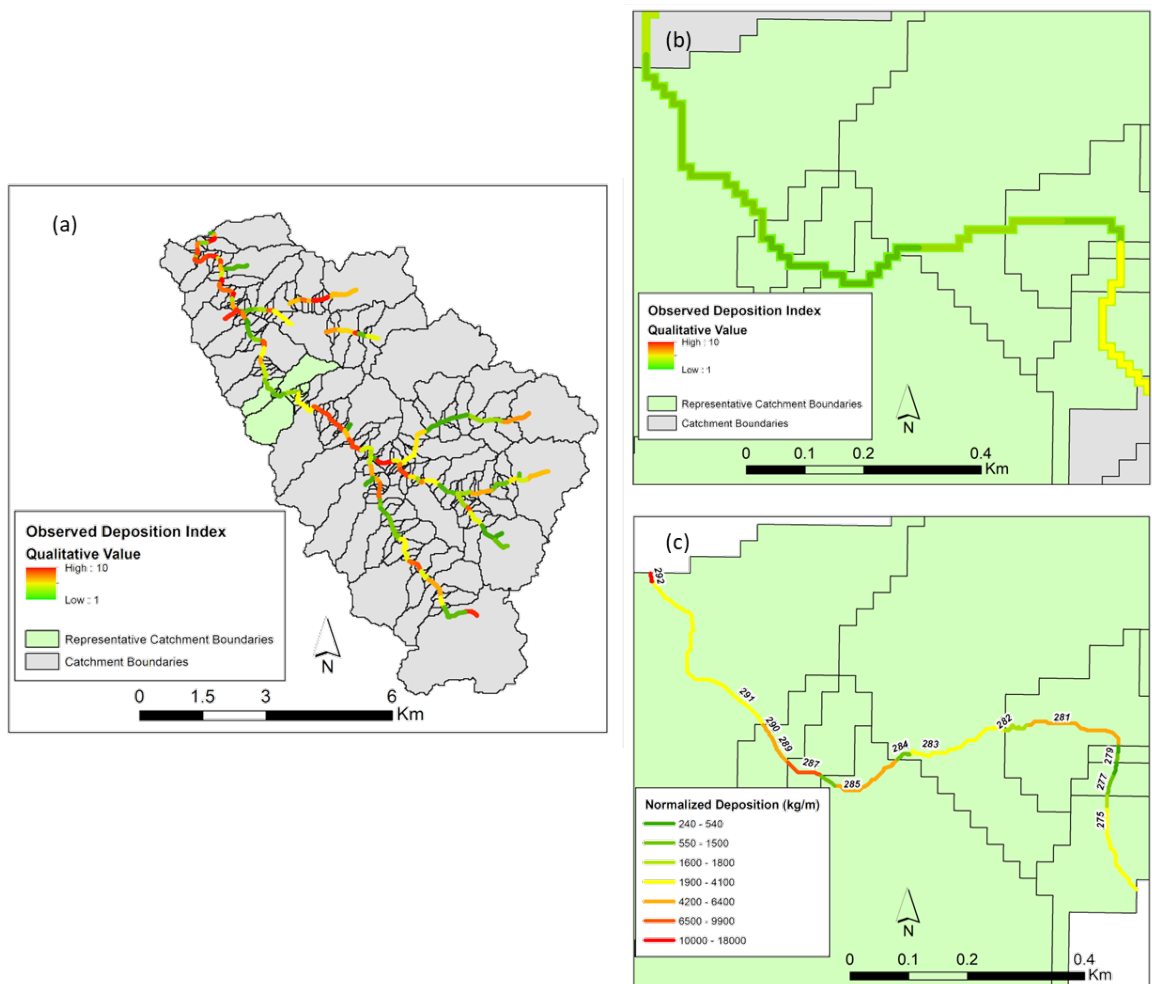 (a)
Observed Deposition Index
Qualitative Value
High : 10
Low : 1
Representative Catchment Boundaries
Catchment Boundaries
N
0 1.5 3 6
Km
(b)
Observed Deposition Index
Qualitative Value
High : 10
Low : 1
Representative Catchment Boundaries
Catchment Boundaries
N
0 0.1 0.2 0.4
Km
(c)
292
291
290
289
287
285
284
283
282
281
279
277
275
Normalized Deposition (kg/m)
240 - 540
550 - 1500
1600 - 1800
1900 - 4100
4200 - 6400
6500 - 9900
10000 - 18000
N
0 0.1 0.2 0.4
Km